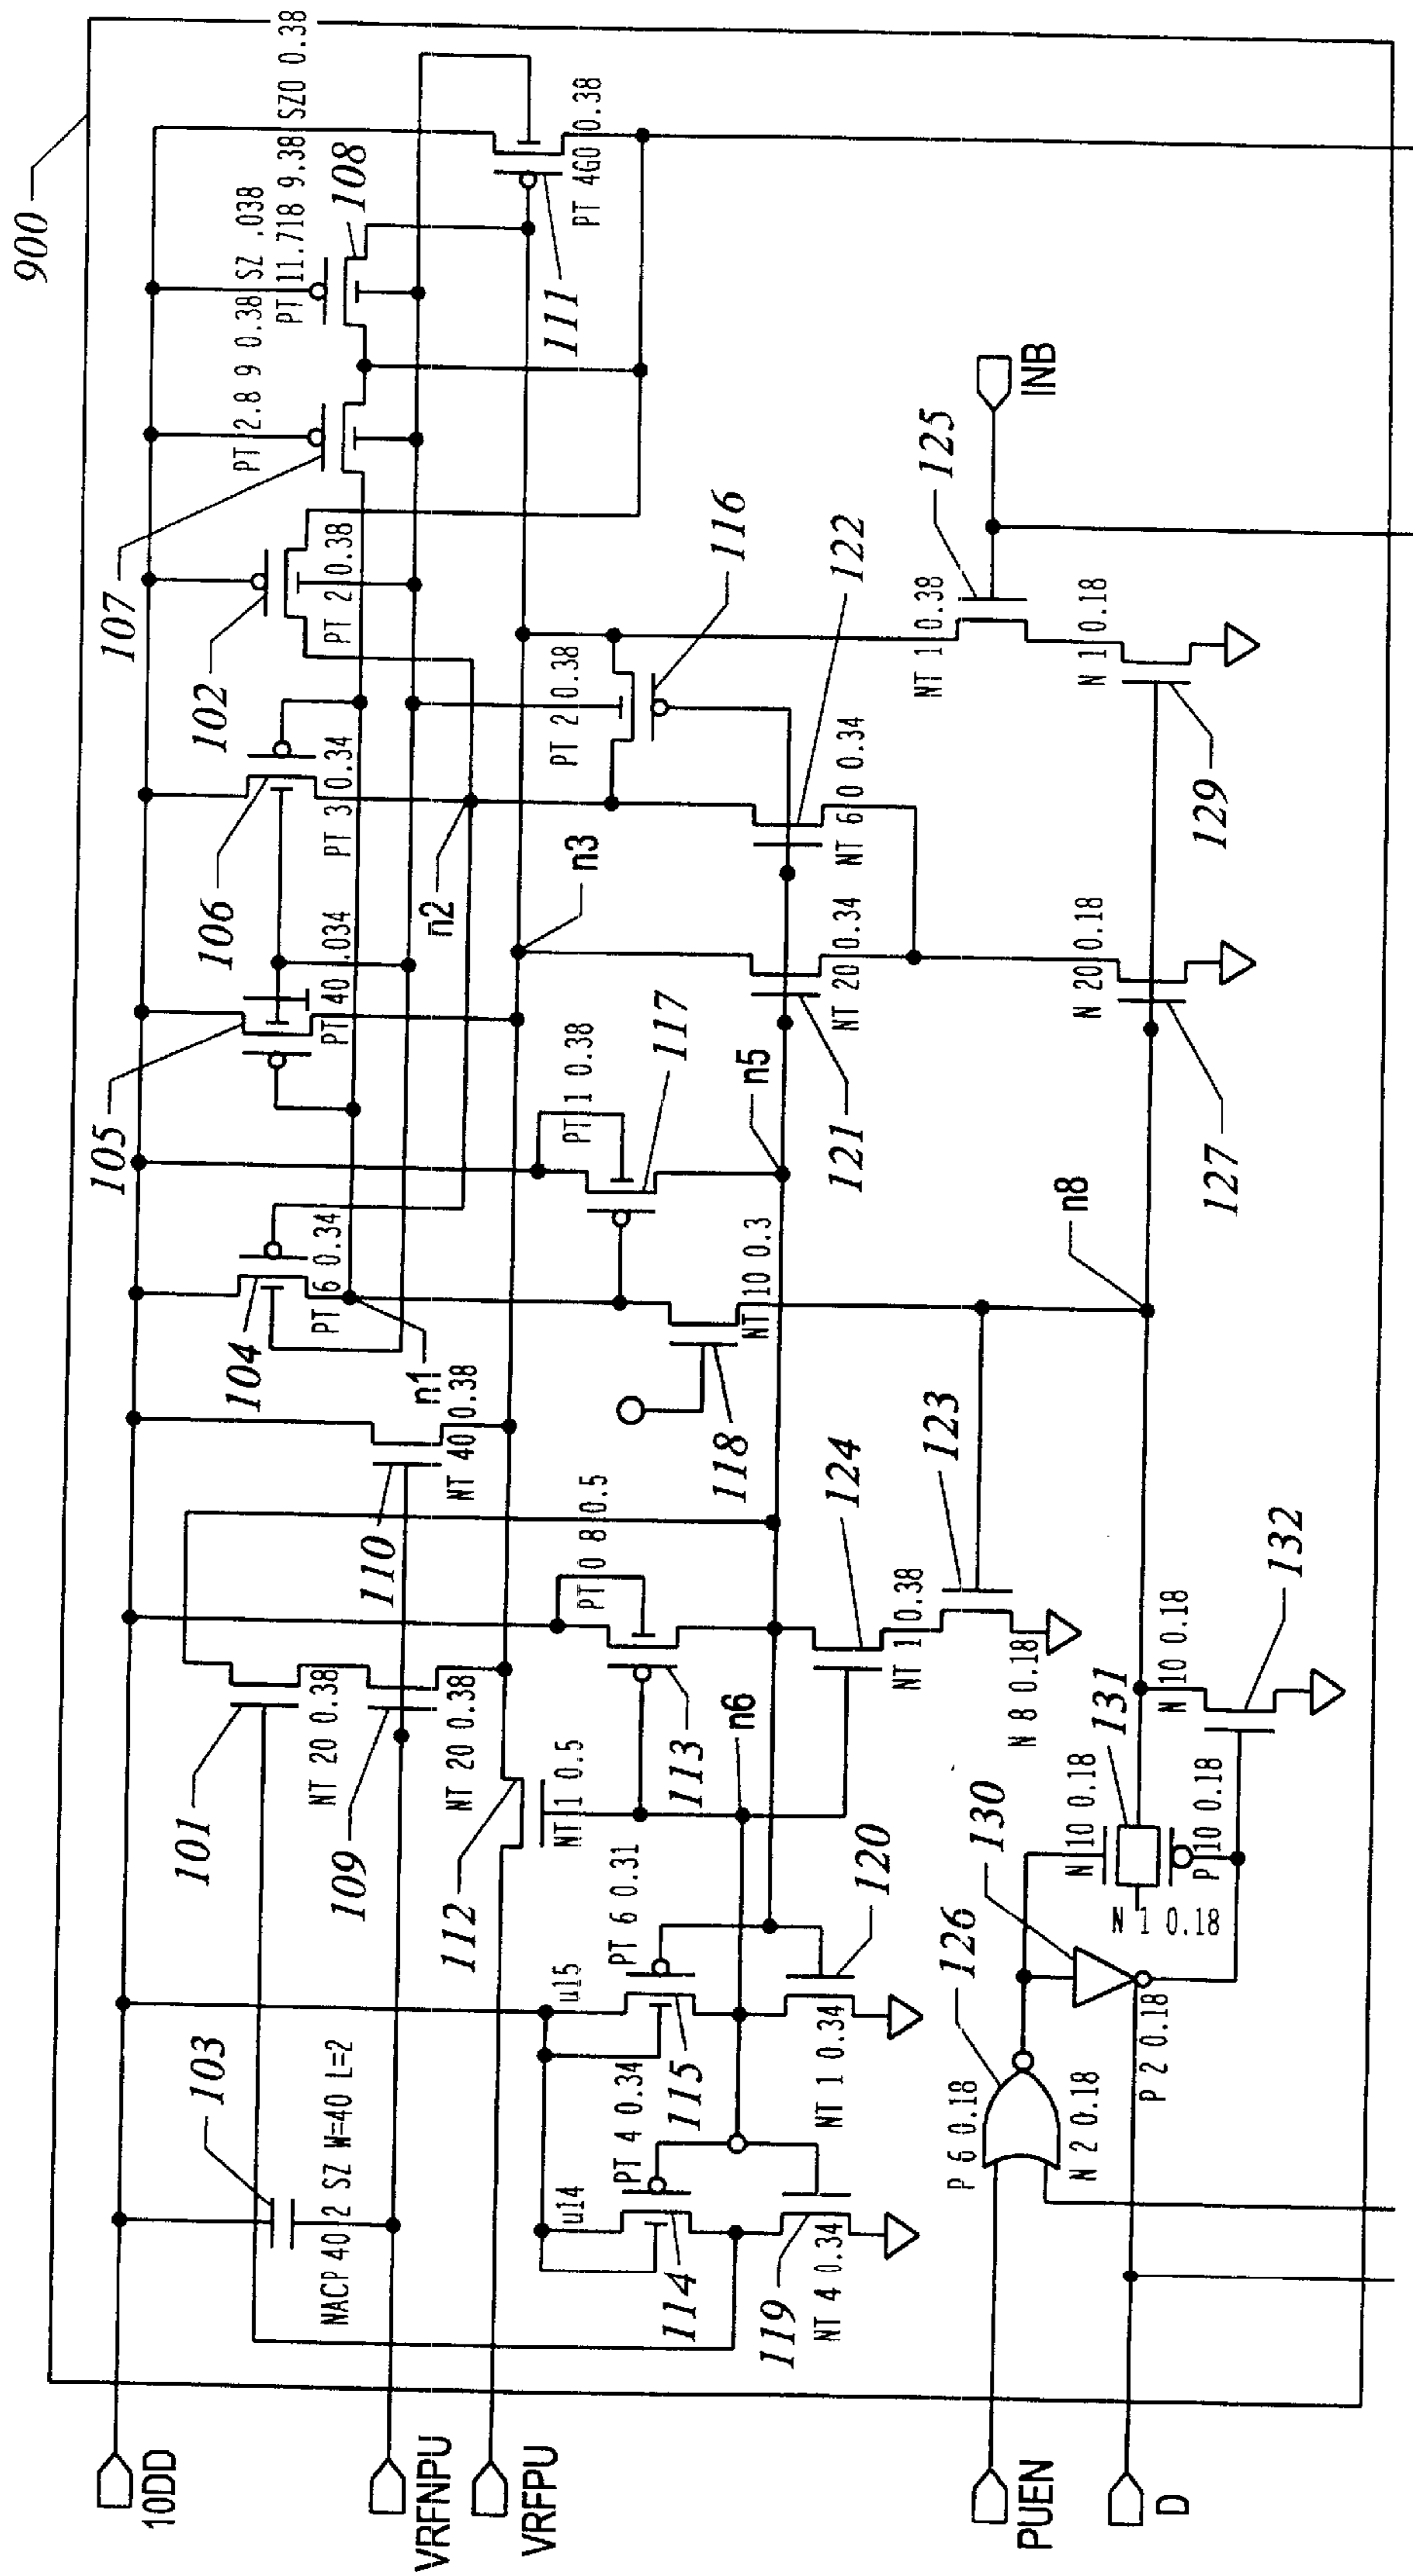 900
10DD
VRFNPU
VRFPU
PUEN
D
INB
103
NACP 40 2 SZ W=40 L=2
101
NT 20 0.38
109
NT 20 0.38
110
NT 40 0.38
104
PT 6 0.34
n1
105
PT 40 .034
106
PT 3 0.34
n2
102
PT 2 0.38
107
PT 2.8 9 0.38 SZ .038
PT 11.718 9.38 SZ0 0.38
108
PT 4G0 0.38
111
112
NT 1 0.5
113
PT 0 8 0.5
n6
u14
PT 4 0.34
114
u15
PT 6 0.31
115
119
NT 4 0.34
NT 1 0.34
120
124
NT 1 0.38
123
N 8 0.18
118
NT 10 0.3
117
PT 1 0.38
n5
n3
121
NT 20 0.34
122
NT 6 0 0.34
116
PT 2 0.38
125
NT 1 0.38
N 1 0.18
129
127
N 20 0.18
n8
126
P 6 0.18
N 2 0.18
130
P 2 0.18
131
N 10 0.18
P 10 0.18
N 1 0.18
132
N 10 0.18